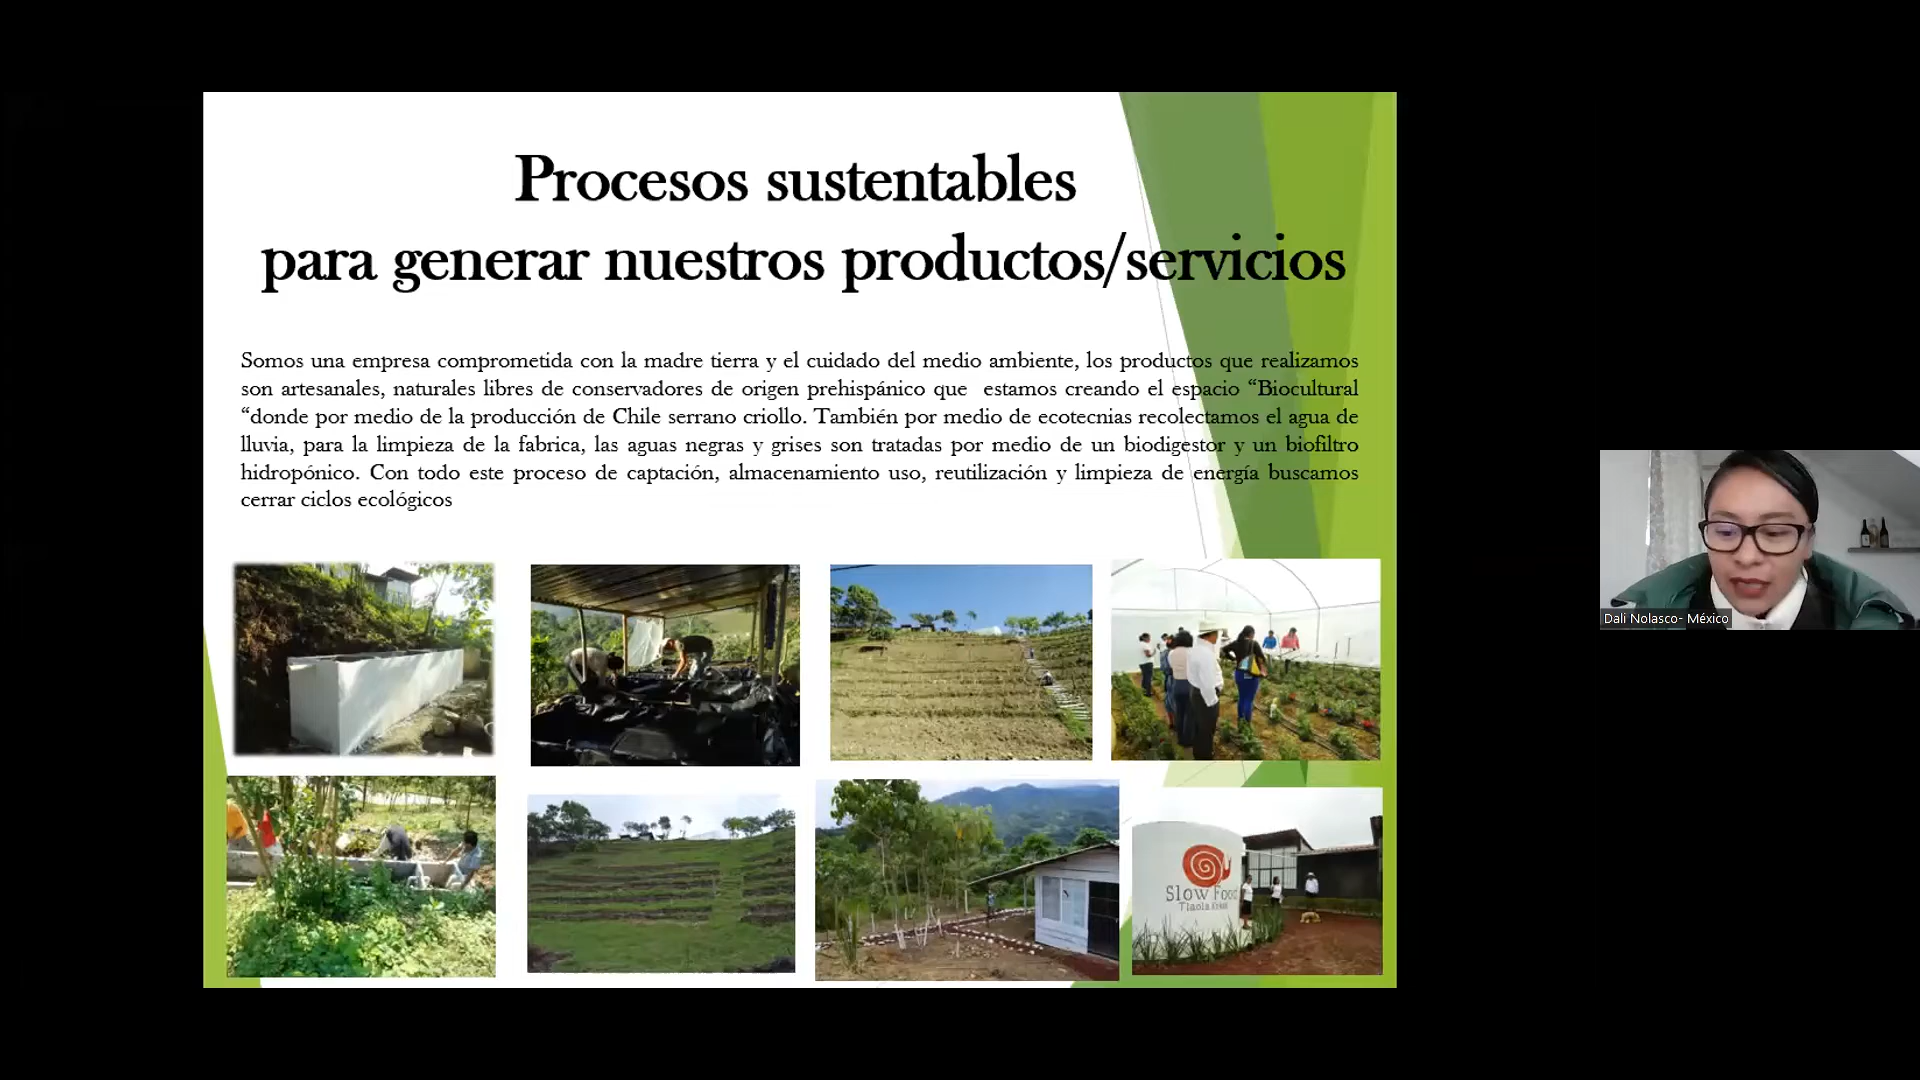 Procesos sustentables
para generar nuestros productos/servicios
Somos una empresa comprometida con la madre tierra y el cuidado del medio ambiente, los productos que realizamos
son artesanales, naturales libres de conservadores de origen prehispánico que estamos creando el espacio “Biocultural
“donde por medio de la producción de Chile serrano criollo. También por medio de ecotecnias recolectamos el agua de
lluvia, para la limpieza de la fabrica, las aguas negras y grises son tratadas por medio de un biodigestor y un biofiltro
hidropónico. Con todo este proceso de captación, almacenamiento uso, reutilización y limpieza de energía buscamos
cerrar ciclos ecológicos
Dali Nolasco- México
Slow Food